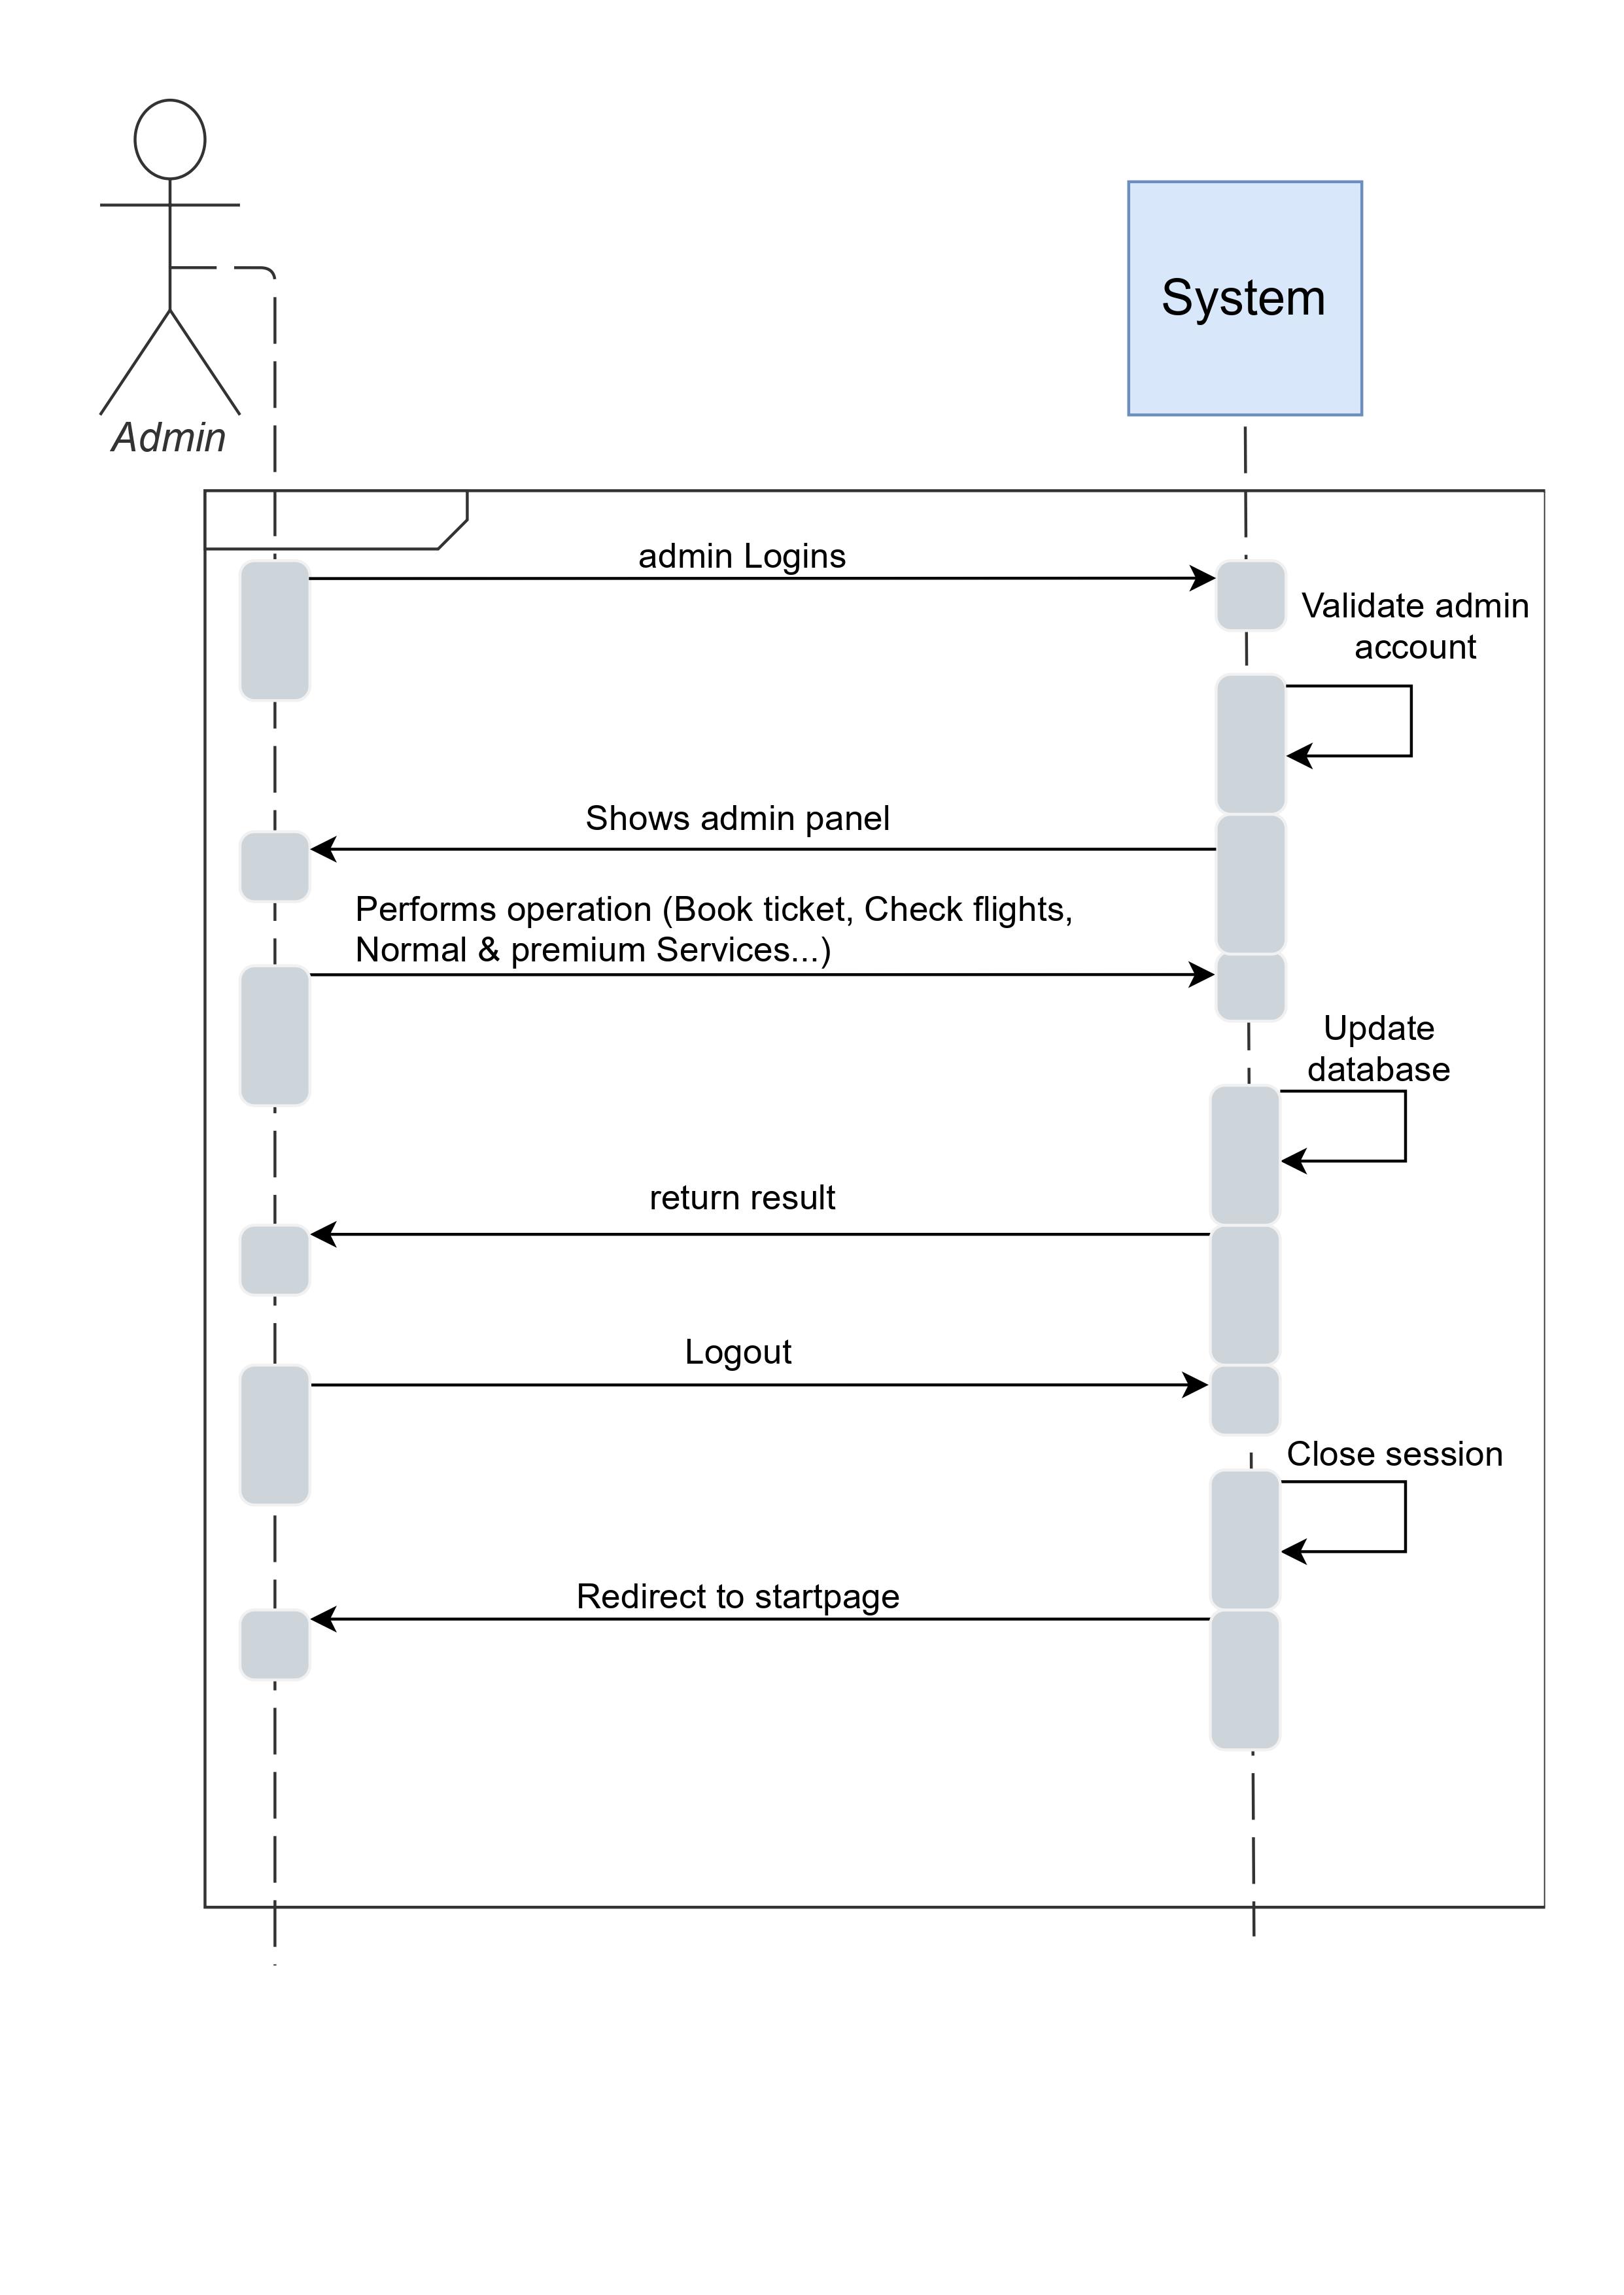 System
Admin
admin Logins
Validate admin
account
Shows admin panel
Performs operation (Book ticket, Check flights,
Normal & premium Services...)
Update
database
return result
Logout
Close session
Redirect to startpage